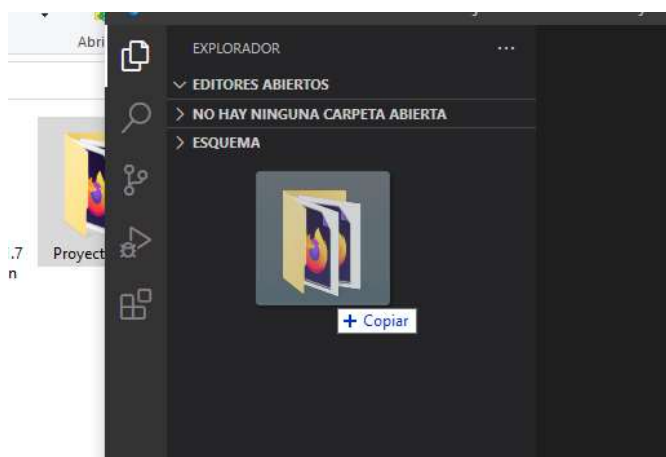 Abri
EXPLORADOR
EDITORES ABIERTOS
NO HAY NINGUNA CARPETA ABIERTA
ESQUEMA
.7
n
Proyect
+ Copiar